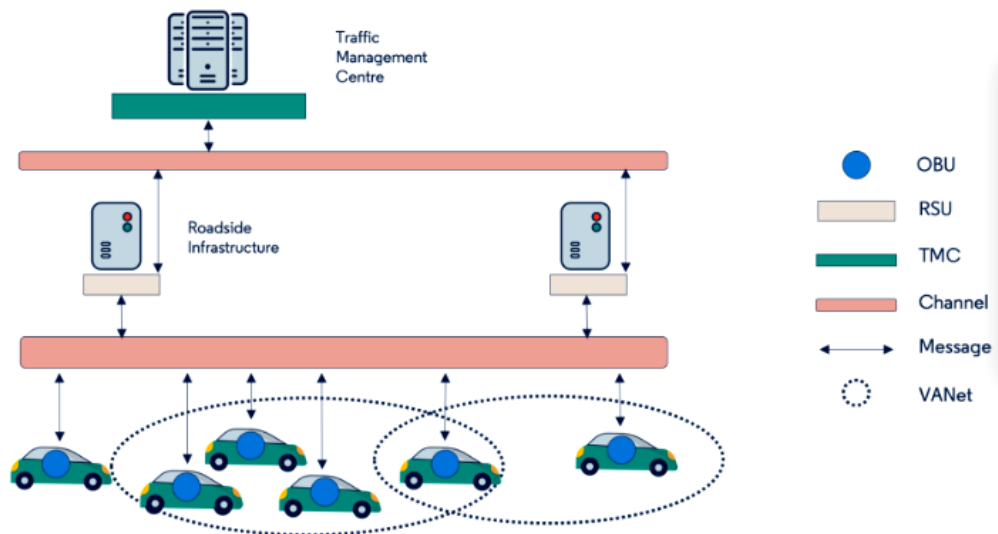 Traffic
Management
Centre
Roadside
Infrastructure
OBU
RSU
TMC
Channel
Message
VANet